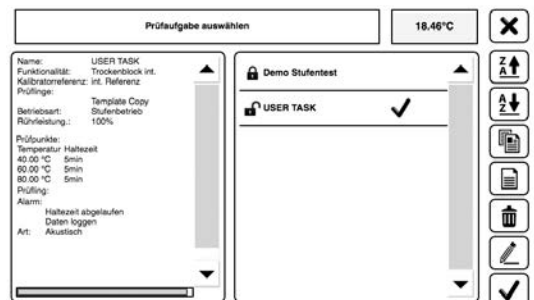 Prüfaufgabe auswählen
18.46°C
Name: USER TASK
Funktionalität: Trockenblock int.
Kalibratorreferenz: int. Referenz
Prüflinge:
Template Copy
Betriebsart: Stufenbetrieb
Rührleistung.: 100%
Prüfpunkte:
Temperatur Haltezeit
40.00 °C 5min
60.00 °C 5min
80.00 °C 5min
Prüfling:
Alarm:
Haltezeit abgelaufen
Daten loggen
Art: Akustisch
Demo Stufentest
USER TASK
Z
A
A
Z